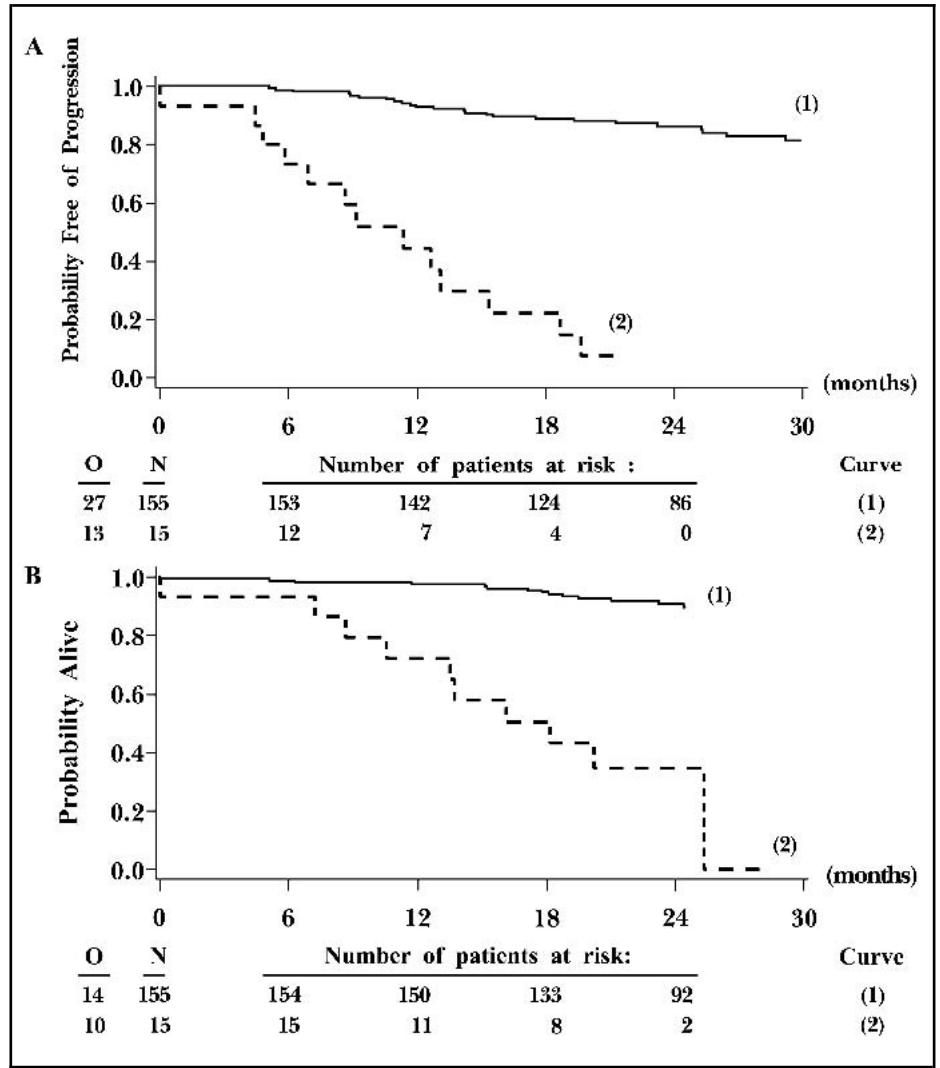 A
Probability Free of Progression
1.0
0.8
0.6
0.4
0.2
0.0
(1)
(2)
(months)
0 6 12 18 24 30
O N Number of patients at risk : Curve
27 155 153 142 124 86 (1)
13 15 12 7 4 0 (2)
B
Probability Alive
1.0
0.8
0.6
0.4
0.2
0.0
(1)
(2)
(months)
0 6 12 18 24 30
O N Number of patients at risk: Curve
14 155 154 150 133 92 (1)
10 15 15 11 8 2 (2)